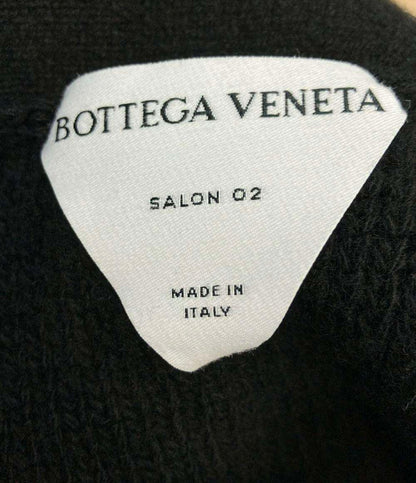 BOTTEGA VENETA
SALON 02
MADE IN
ITALY